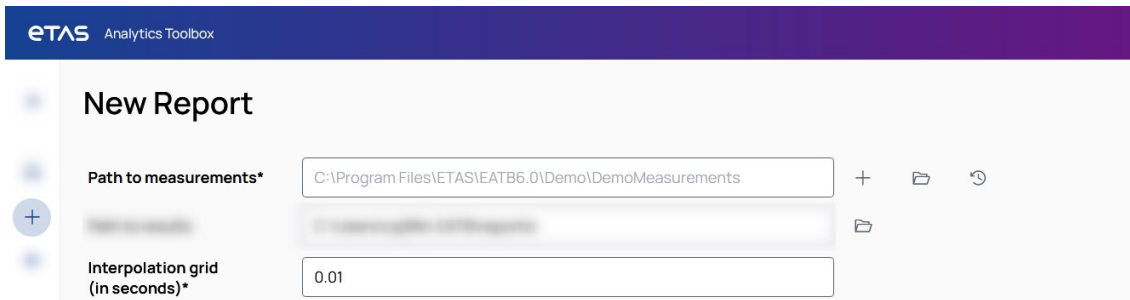 ETAS Analytics Toolbox
New Report
Path to measurements* C:\Program Files\ETAS\EATB6.0\Demo\DemoMeasurements
Interpolation grid
(in seconds)* 0.01